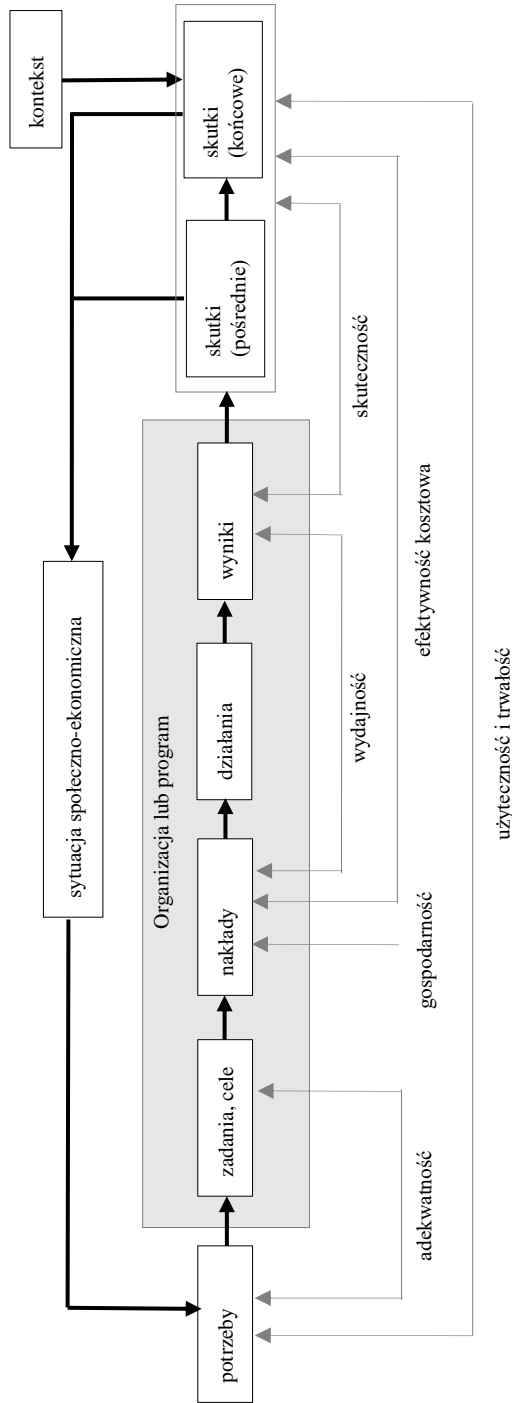 kontekst
sytuacja społeczno-ekonomiczna
Organizacja lub program
potrzeby
zadania, cele
nakłady
działania
wyniki
skutki
(pośrednie)
skutki
(końcowe)
adekwatność
gospodarność
wydajność
skuteczność
efektywność kosztowa
użyteczność i trwałość